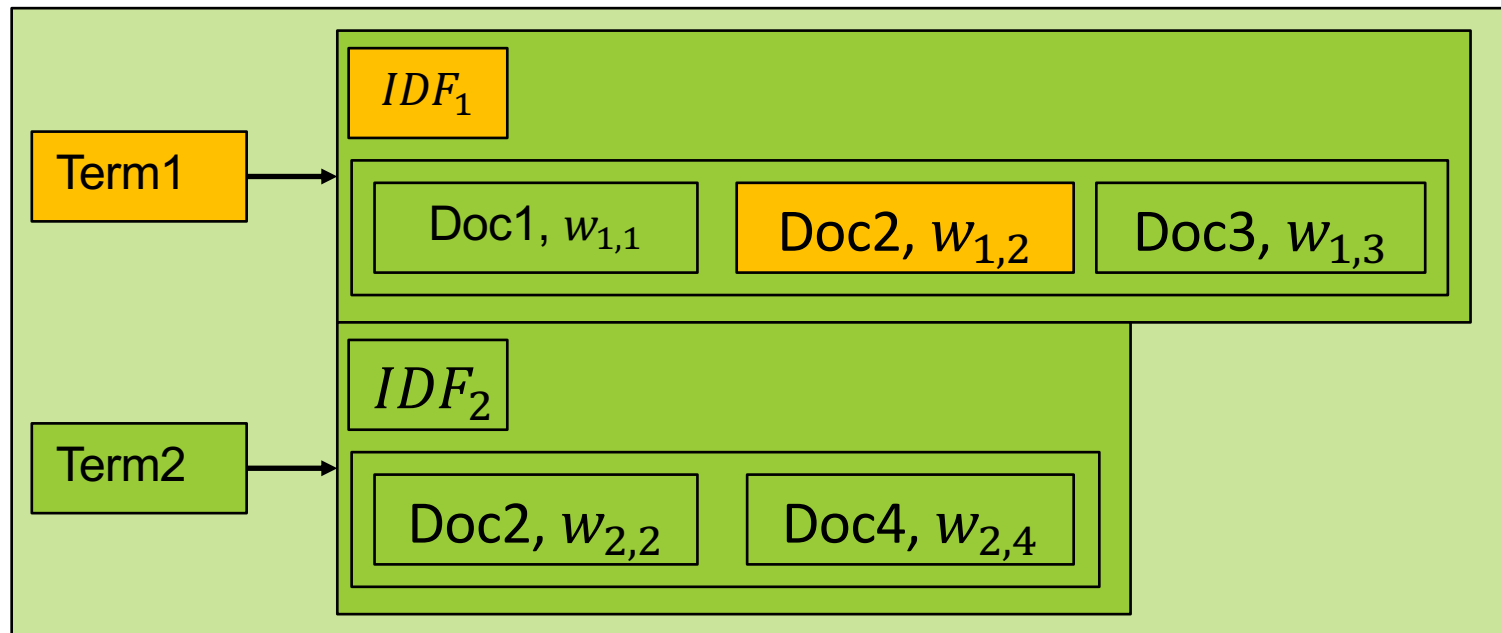 IDF₁
Term1
Doc1, w₁,₁
Doc2, w₁,₂
Doc3, w₁,₃
IDF₂
Term2
Doc2, w₂,₂
Doc4, w₂,₄